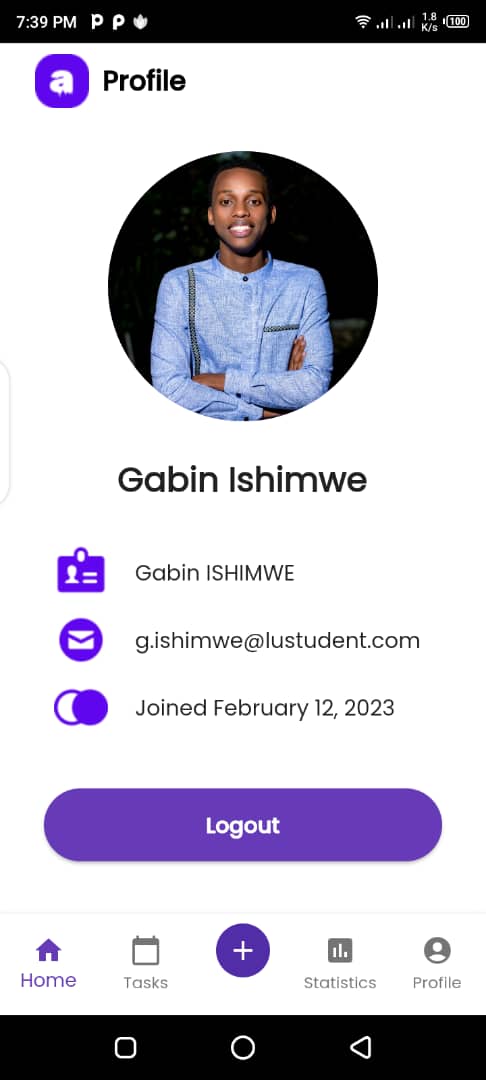 7:39 PM
1.8
K/s
100
a Profile
Gabin Ishimwe
Gabin ISHIMWE
g.ishimwe@lustudent.com
Joined February 12, 2023
Logout
Home Tasks Statistics Profile